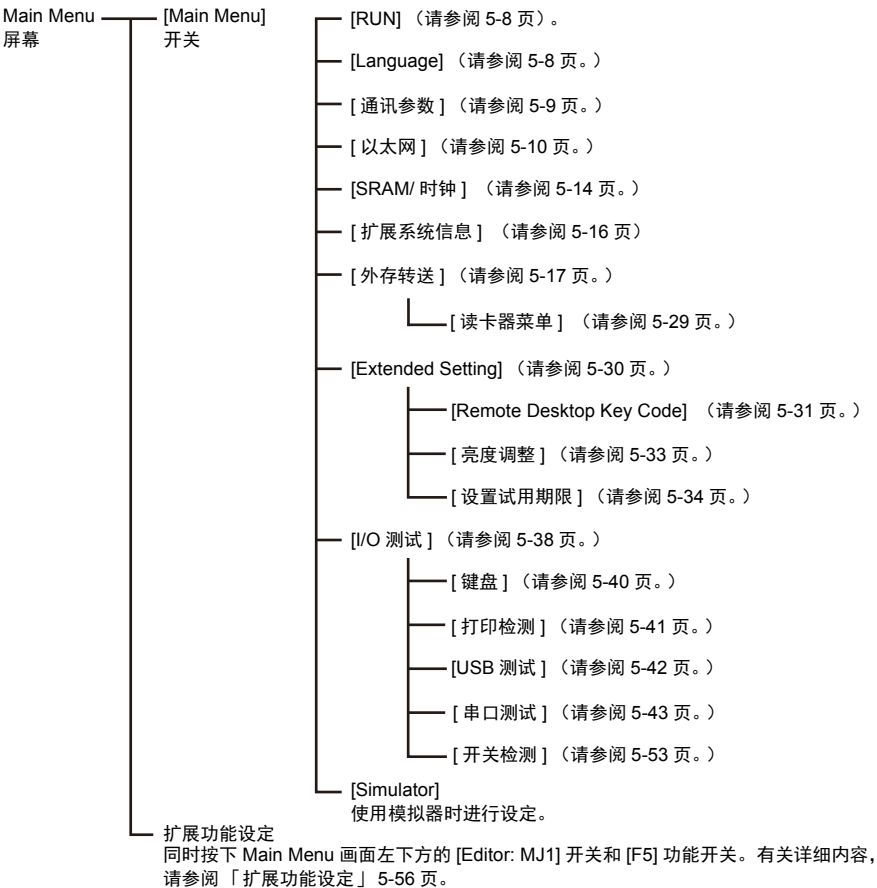 Main Menu
屏幕
[Main Menu]
开关
[RUN] （请参阅 5-8 页）。
[Language] （请参阅 5-8 页。）
[ 通讯参数 ] （请参阅 5-9 页。）
[ 以太网 ] （请参阅 5-10 页。）
[SRAM/ 时钟 ] （请参阅 5-14 页。）
[ 扩展系统信息 ] （请参阅 5-16 页）
[ 外存转送 ] （请参阅 5-17 页。）
[ 读卡器菜单 ] （请参阅 5-29 页。）
[Extended Setting] （请参阅 5-30 页。）
[Remote Desktop Key Code] （请参阅 5-31 页。）
[ 亮度调整 ] （请参阅 5-33 页。）
[ 设置试用期限 ] （请参阅 5-34 页。）
[I/O 测试 ] （请参阅 5-38 页。）
[ 键盘 ] （请参阅 5-40 页。）
[ 打印检测 ] （请参阅 5-41 页。）
[USB 测试 ] （请参阅 5-42 页。）
[ 串口测试 ] （请参阅 5-43 页。）
[ 开关检测 ] （请参阅 5-53 页。）
[Simulator]
使用模拟器时进行设定。
扩展功能设定
同时按下 Main Menu 画面左下方的 [Editor: MJ1] 开关和 [F5] 功能开关。有关详细内容，
请参阅 「 扩展功能设定 」 5-56 页。